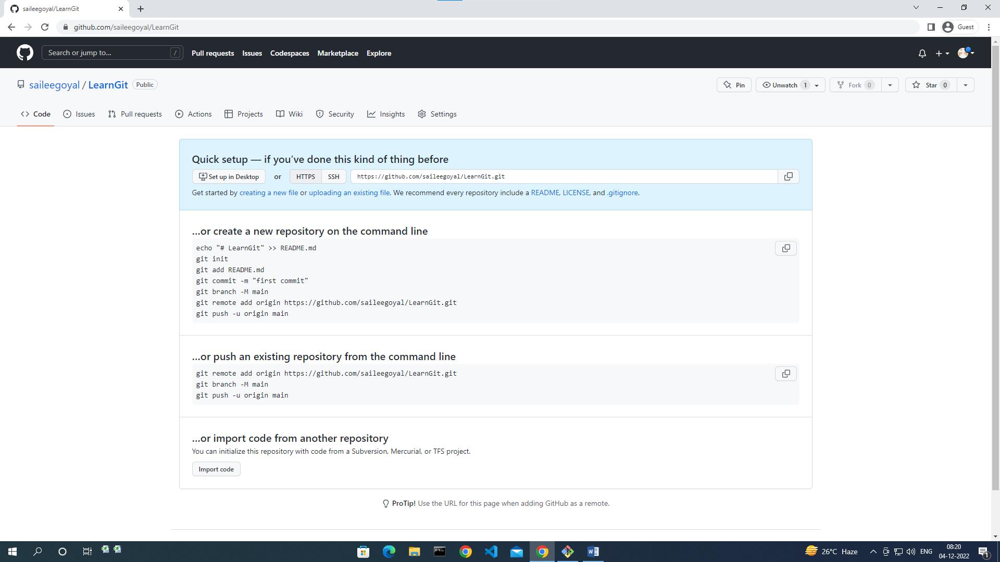 saileegoyal/LearnGit
github.com/saileegoyal/LearnGit
Guest
Search or jump to... /
Pull requests Issues Codespaces Marketplace Explore
saileegoyal / LearnGit Public
Pin Unwatch 1 Fork 0 Star 0
Code Issues Pull requests Actions Projects Wiki Security Insights Settings
Quick setup — if you’ve done this kind of thing before
Set up in Desktop or HTTPS SSH https://github.com/saileegoyal/LearnGit.git
Get started by creating a new file or uploading an existing file. We recommend every repository include a README, LICENSE, and .gitignore.
…or create a new repository on the command line
echo "# LearnGit" >> README.md
git init
git add README.md
git commit -m "first commit"
git branch -M main
git remote add origin https://github.com/saileegoyal/LearnGit.git
git push -u origin main
…or push an existing repository from the command line
git remote add origin https://github.com/saileegoyal/LearnGit.git
git branch -M main
git push -u origin main
…or import code from another repository
You can initialize this repository with code from a Subversion, Mercurial, or TFS project.
Import code
ProTip! Use the URL for this page when adding GitHub as a remote.
26°C Haze ENG 08:20
04-12-2022 1